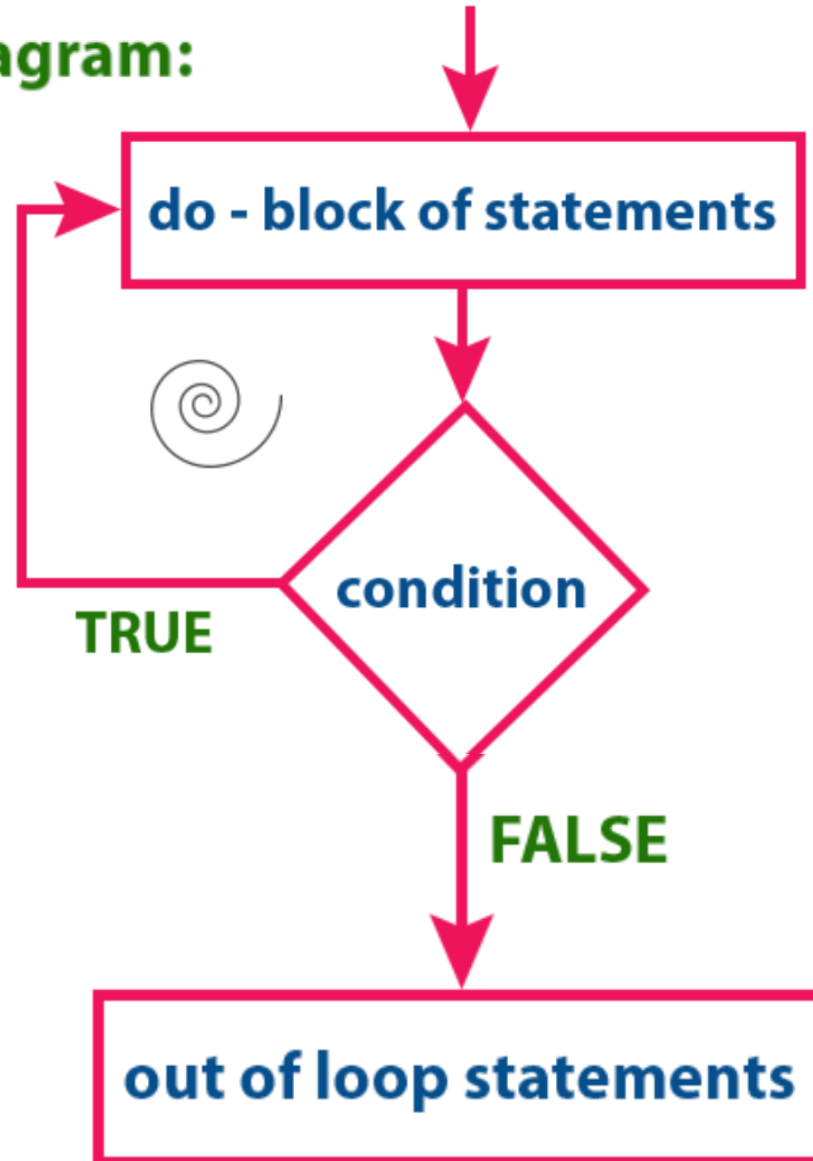 agram:
do - block of statements
condition
TRUE
FALSE
out of loop statements